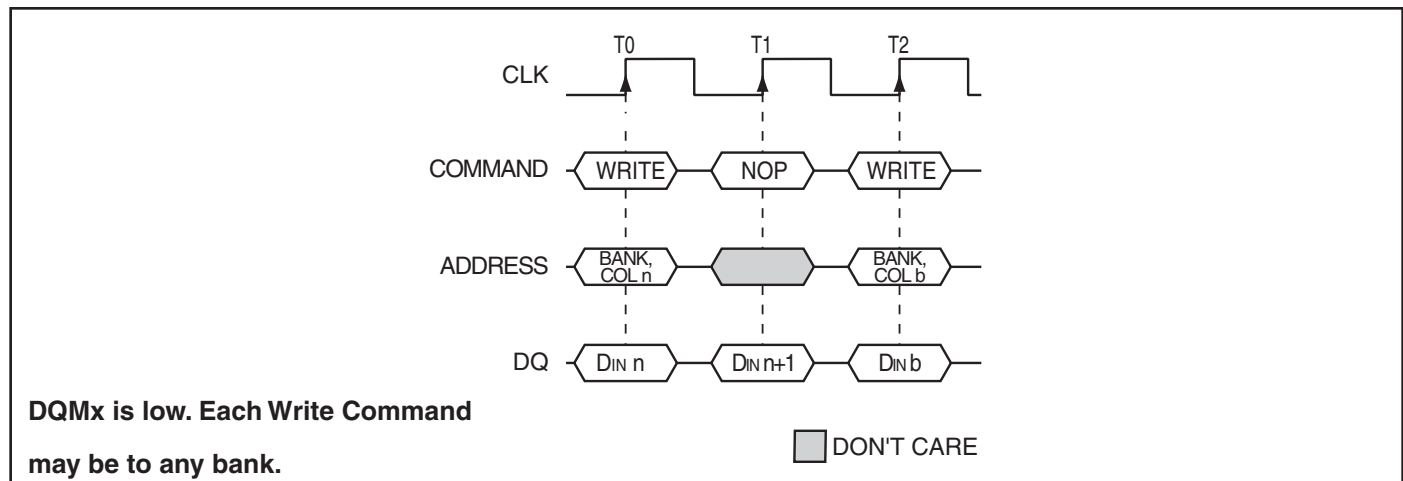 T0 T1 T2
CLK
COMMAND WRITE NOP WRITE
ADDRESS BANK, COL n BANK, COL b
DQ DIN n DIN n+1 DIN b
DQMx is low. Each Write Command
may be to any bank.
DON'T CARE